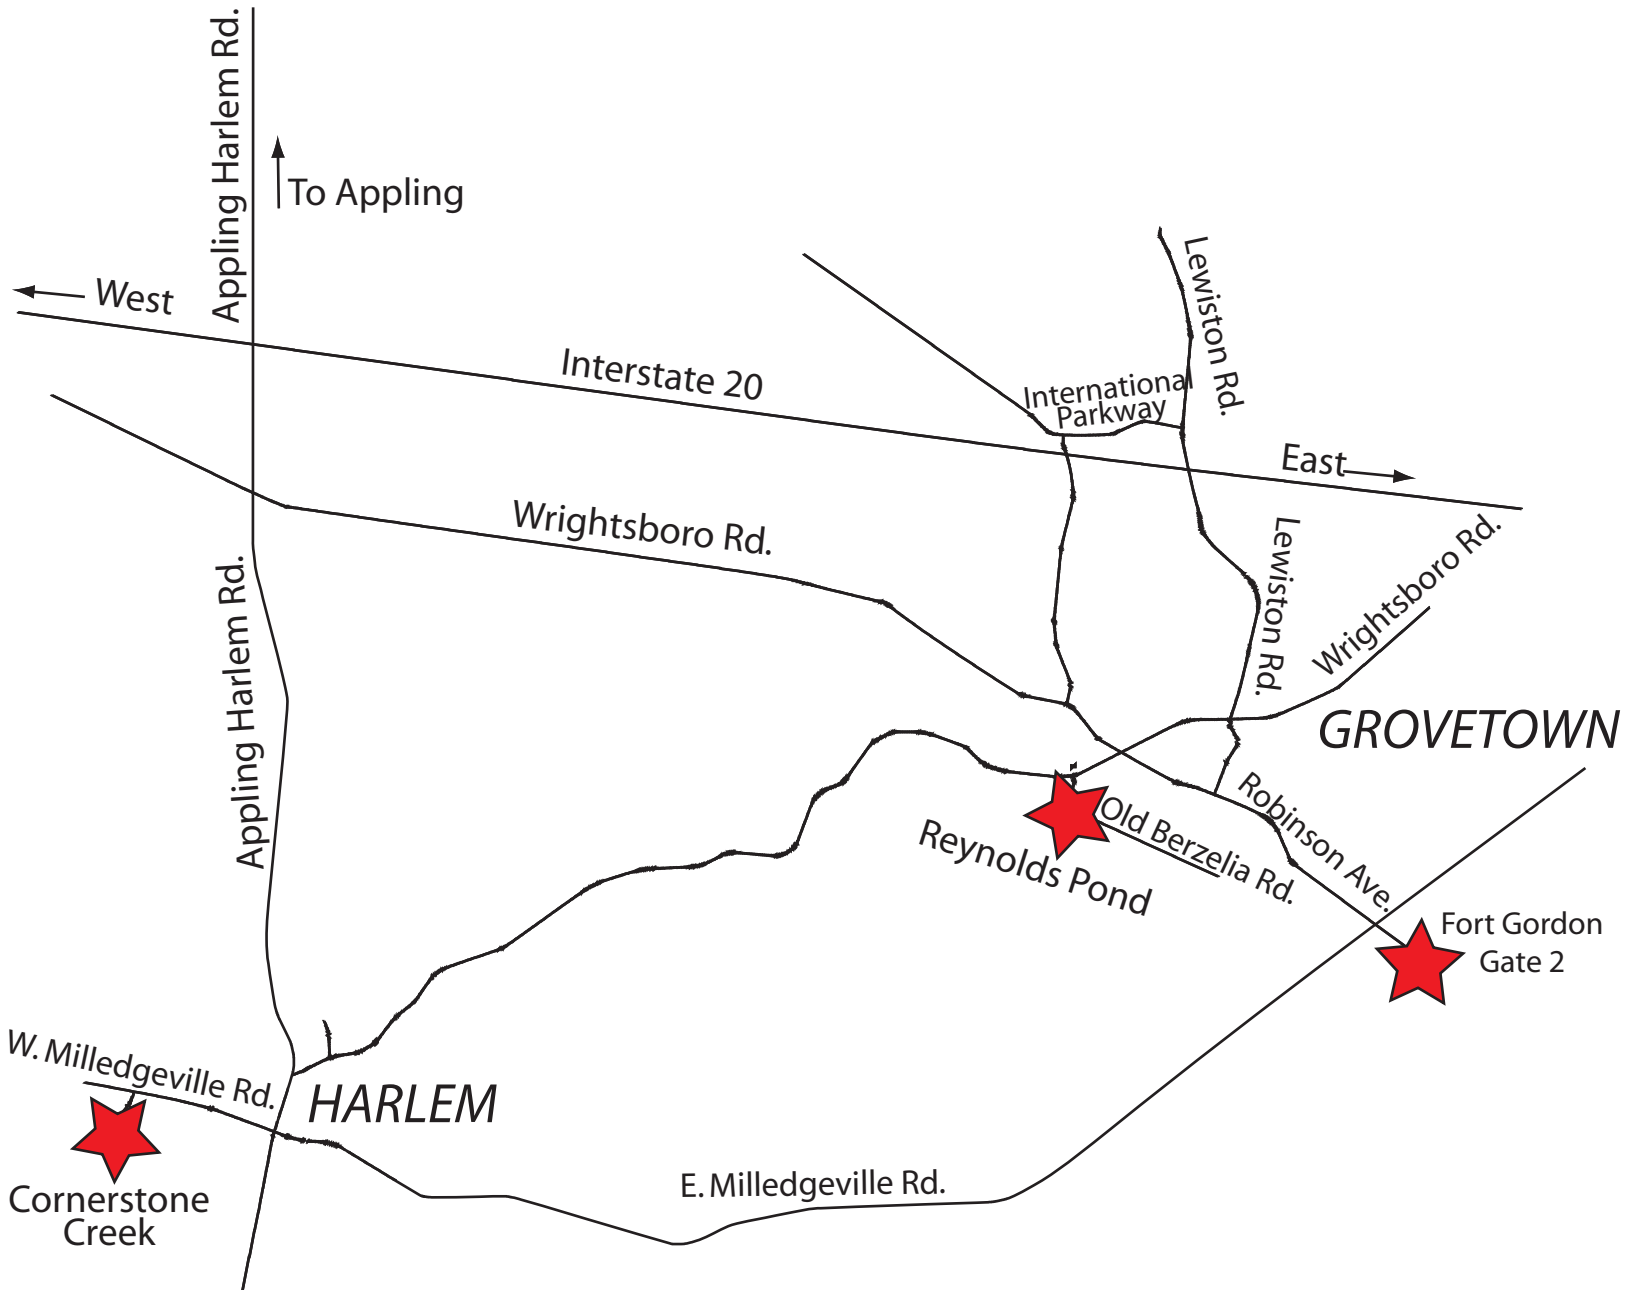 Appling Harlem Rd.
To Appling
West
Interstate 20
Lewiston Rd.
International
Parkway
East
Wrightsboro Rd.
Wrightsboro Rd.
Lewiston Rd.
Appling Harlem Rd.
GROVETOWN
Robinson Ave.
Old Berzelia Rd.
Reynolds Pond
Fort Gordon
Gate 2
W. Milledgeville Rd.
HARLEM
E. Milledgeville Rd.
Cornerstone
Creek